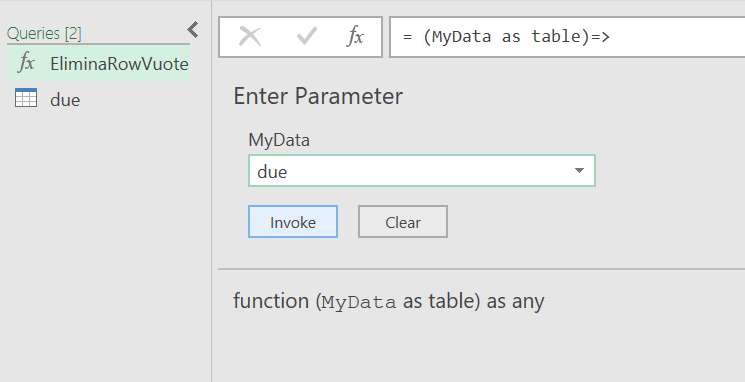 Queries [2]
fx EliminaRowVuote
due
fx
= (MyData as table)=>
Enter Parameter
MyData
due
Invoke
Clear
function (MyData as table) as any